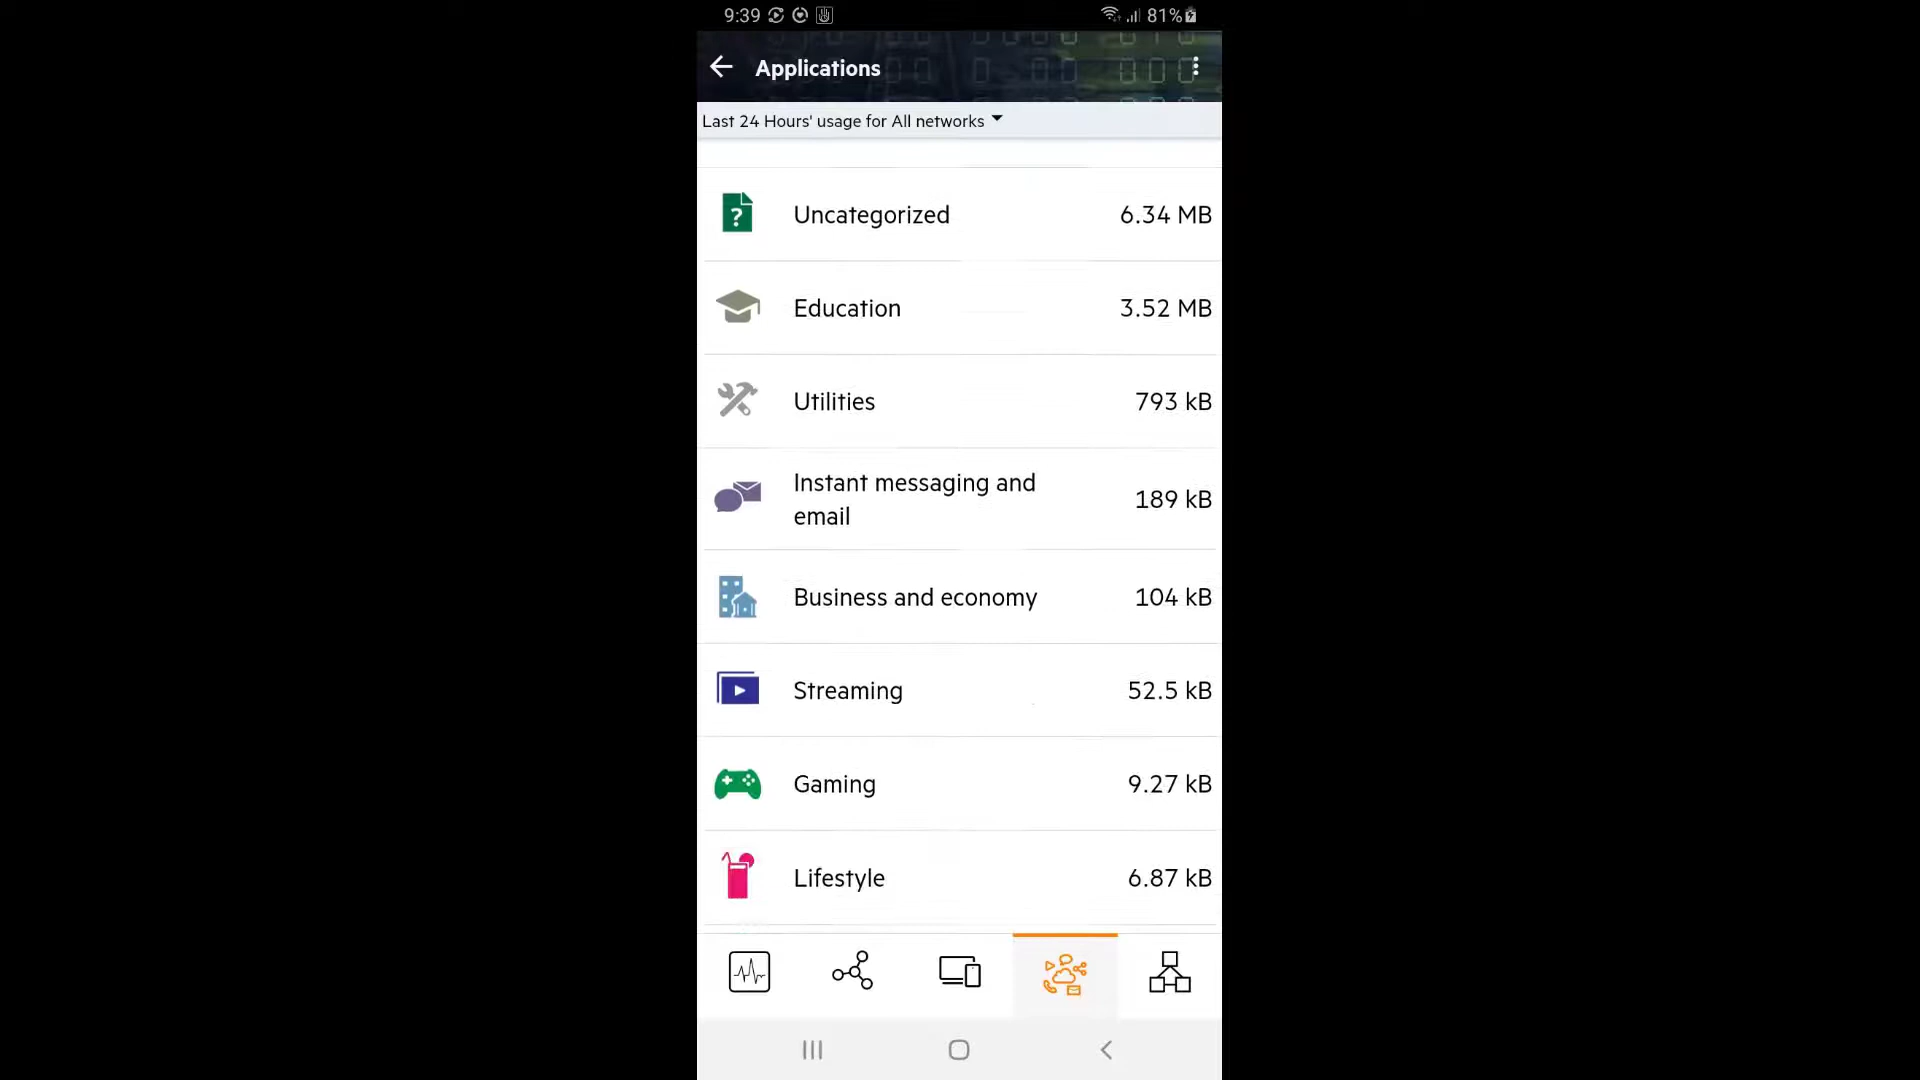 9:39
81%
Applications
Last 24 Hours' usage for All networks
Uncategorized 6.34 MB
Education 3.52 MB
Utilities 793 kB
Instant messaging and
email
189 kB
Business and economy 104 kB
Streaming 52.5 kB
Gaming 9.27 kB
Lifestyle 6.87 kB